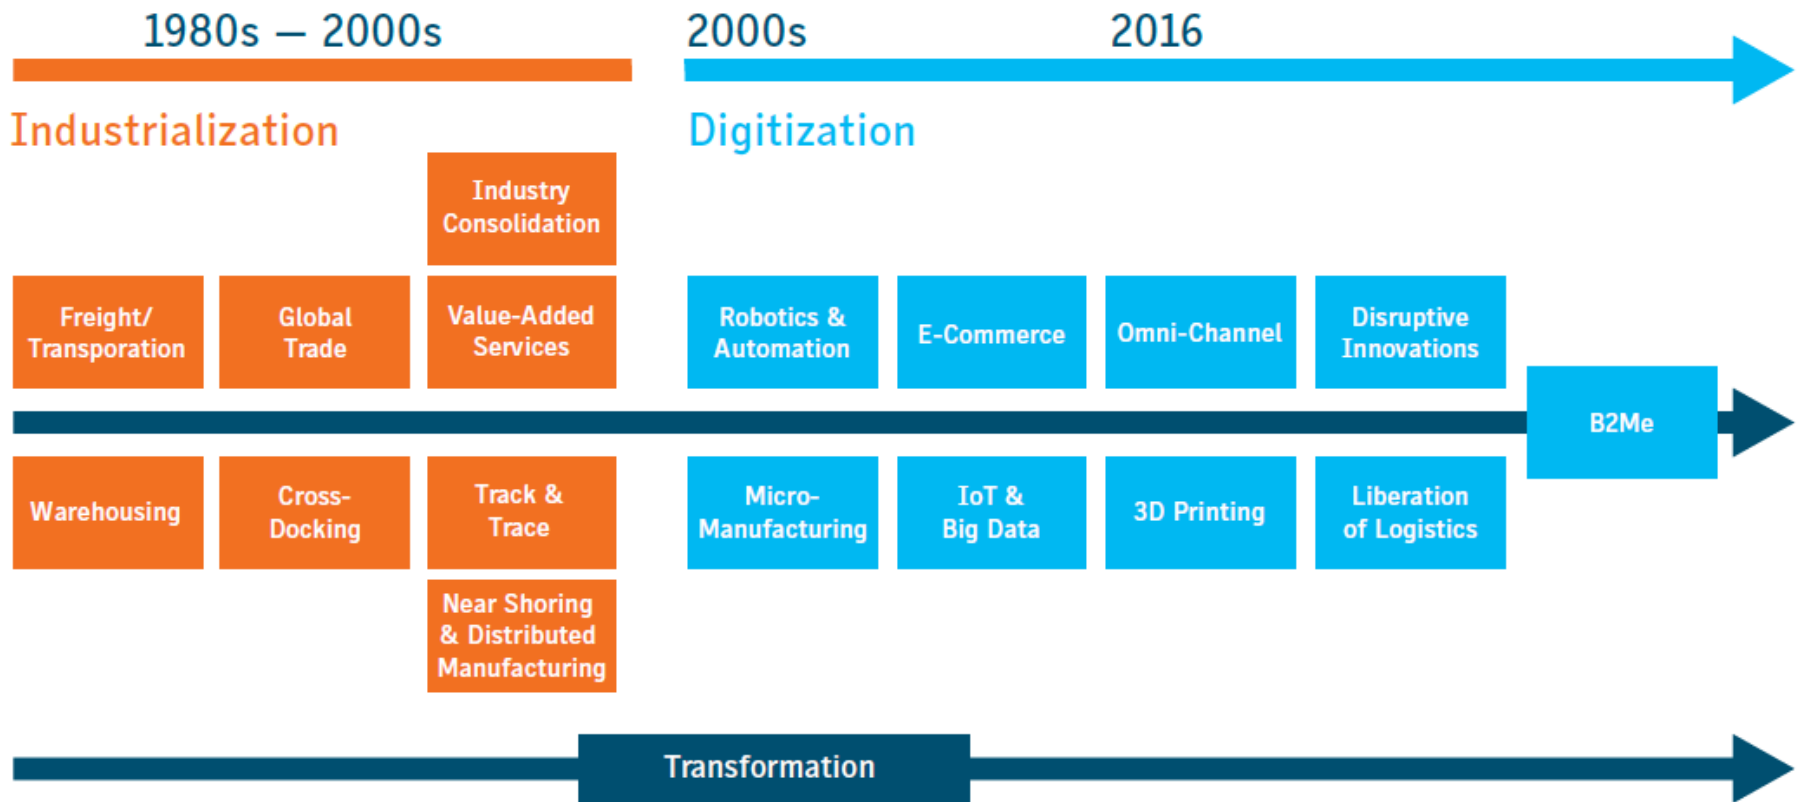 1980s – 2000s
2000s
2016
Industrialization
Digitization
Industry
Consolidation
Freight/
Transporation
Global
Trade
Value-Added
Services
Robotics &
Automation
E-Commerce
Omni-Channel
Disruptive
Innovations
B2Me
Warehousing
Cross-
Docking
Track &
Trace
Micro-
Manufacturing
IoT &
Big Data
3D Printing
Liberation
of Logistics
Near Shoring
& Distributed
Manufacturing
Transformation